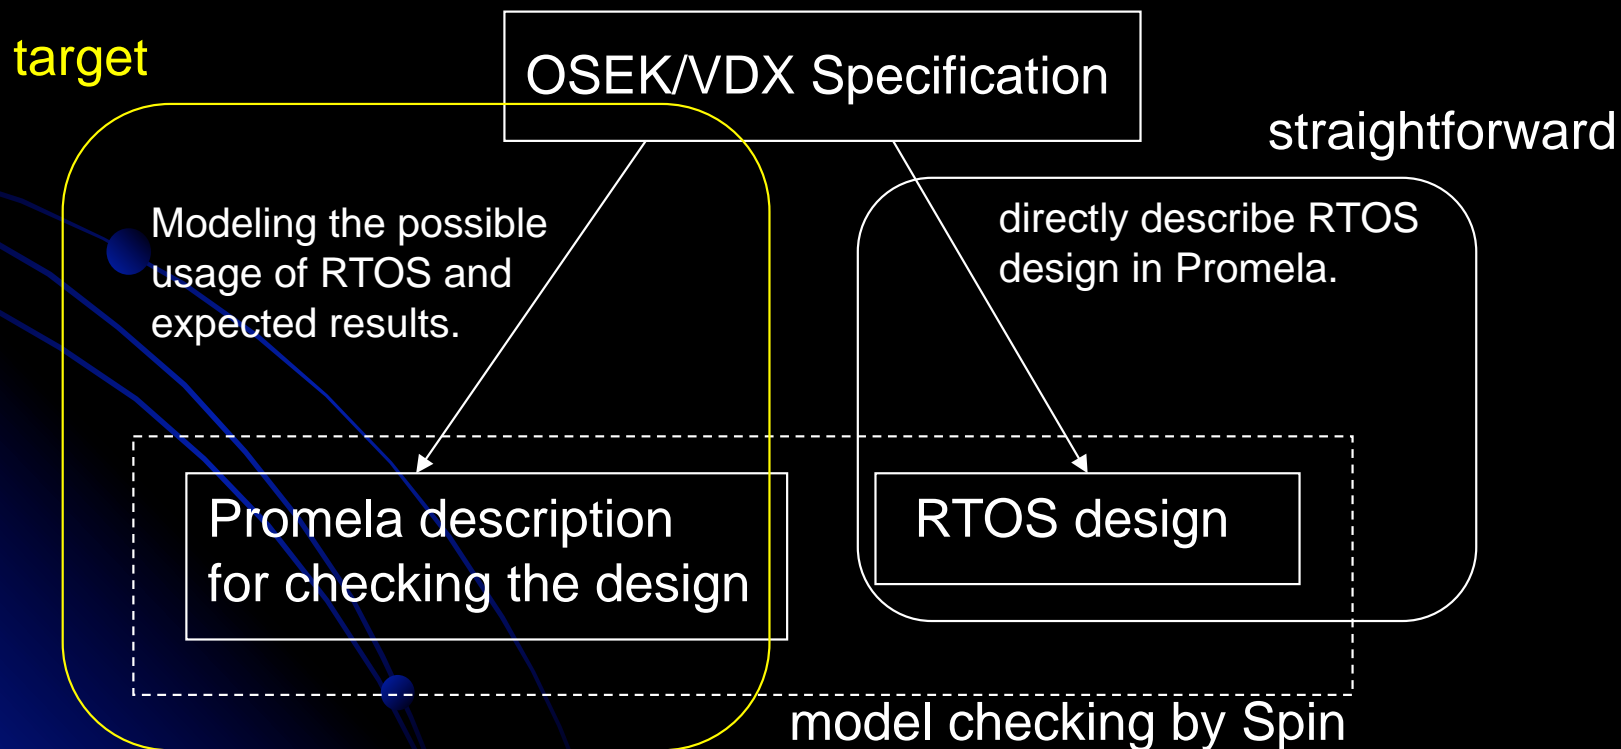 target
OSEK/VDX Specification
straightforward
Modeling the possible
usage of RTOS and
expected results.
directly describe RTOS
design in Promela.
Promela description
for checking the design
RTOS design
model checking by Spin